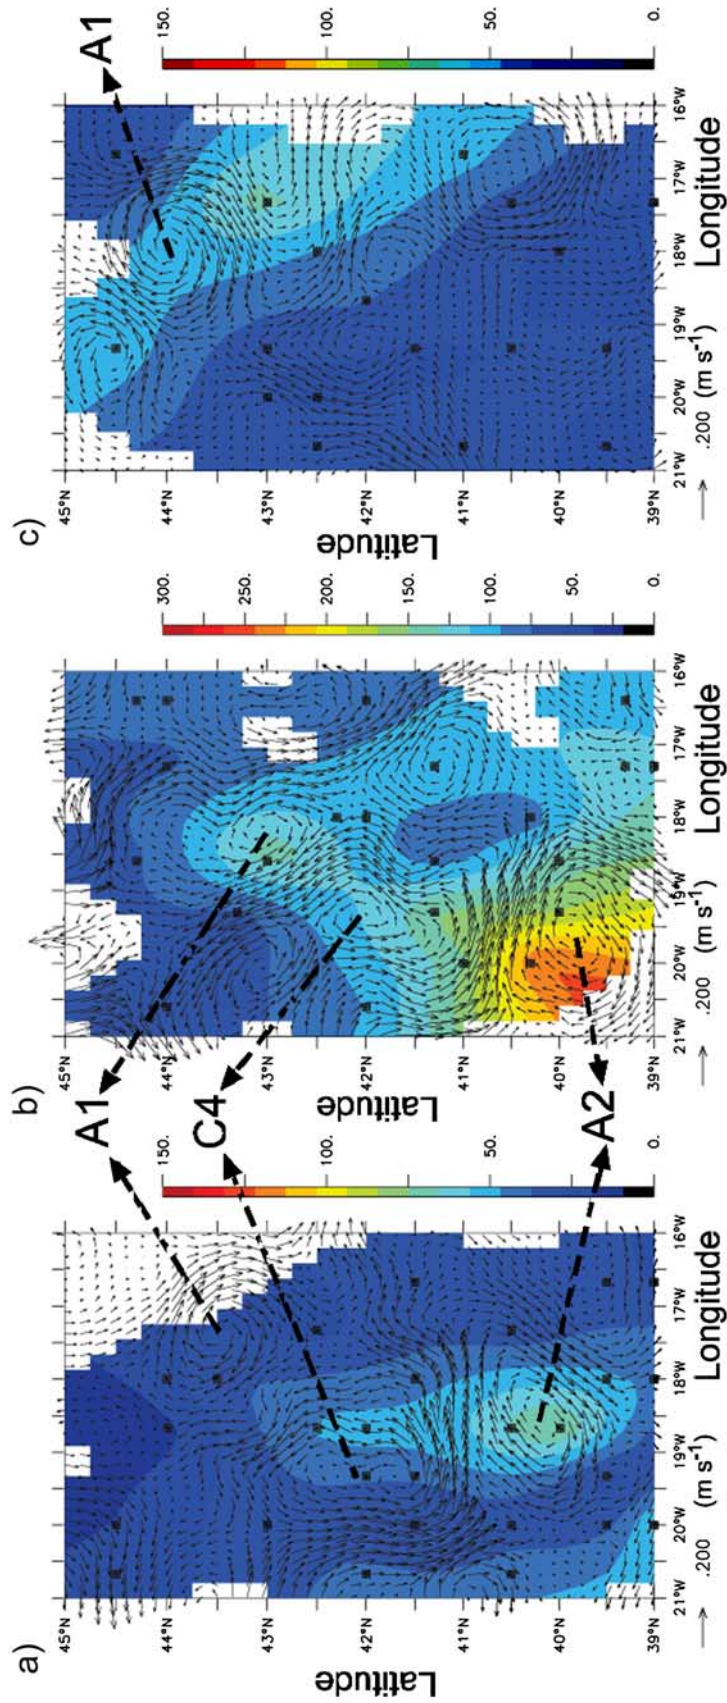 a)
Latitude
45°N
44°N
43°N
42°N
41°N
40°N
39°N
21°W 20°W 19°W 18°W 17°W 16°W
.200 (m s⁻¹)
Longitude
150.
100.
50.
0.
A1
C4
A2
b)
Latitude
45°N
44°N
43°N
42°N
41°N
40°N
39°N
21°W 20°W 19°W 18°W 17°W 16°W
.200 (m s⁻¹)
Longitude
300.
250.
200.
150.
100.
50.
0.
c)
Latitude
45°N
44°N
43°N
42°N
41°N
40°N
39°N
21°W 20°W 19°W 18°W 17°W 16°W
.200 (m s⁻¹)
Longitude
150.
100.
50.
0.
A1